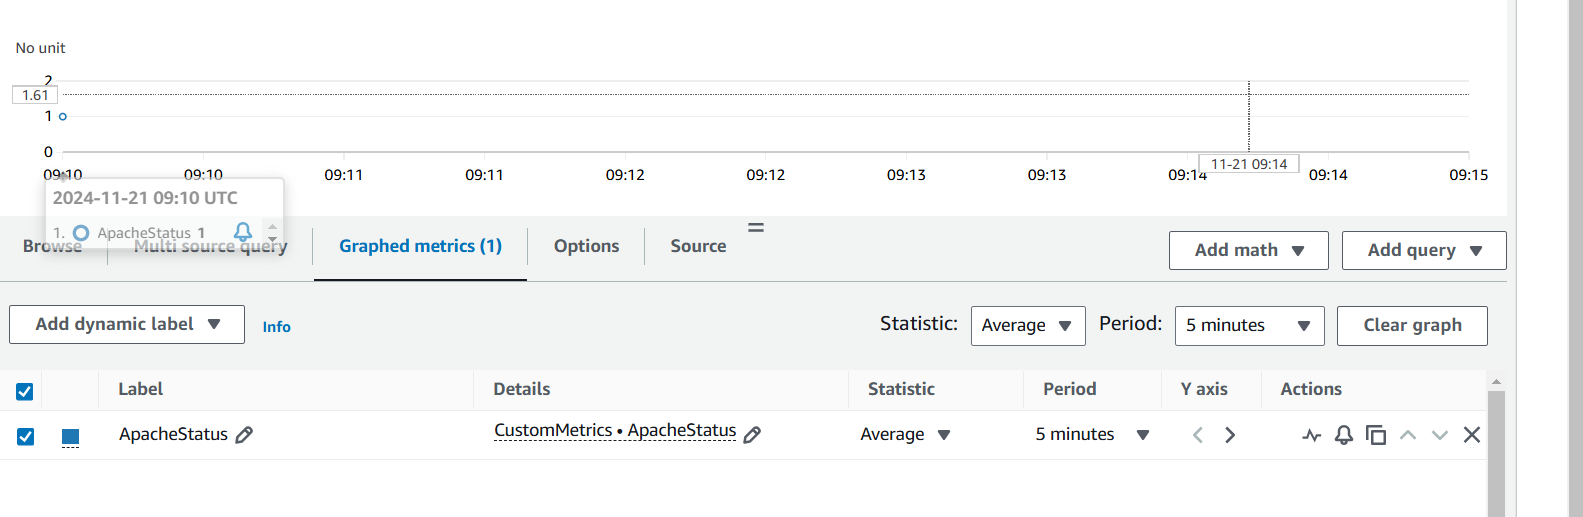 No unit
2
1.61
1
0
09:10 09:10 09:11 09:11 09:12 09:12 09:13 09:13 09:14 11-21 09:14 09:14 09:15
2024-11-21 09:10 UTC
1. ApacheStatus 1
Browse Multi source query Graphed metrics (1) Options Source Add math Add query
Add dynamic label Info Statistic: Average Period: 5 minutes Clear graph
Label Details Statistic Period Y axis Actions
ApacheStatus CustomMetrics • ApacheStatus Average 5 minutes